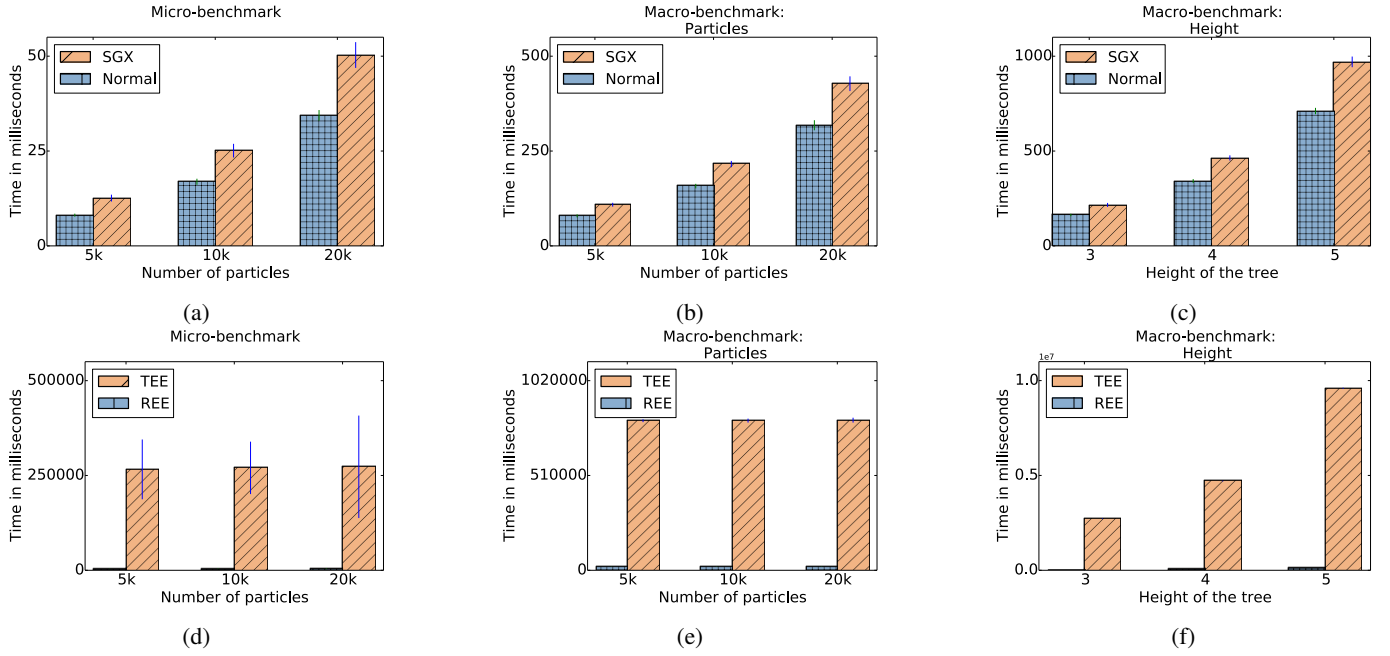 Micro-benchmark
SGX
Normal
Time in milliseconds
50
25
0
5k
10k
20k
Number of particles
(a)
Macro-benchmark:
Particles
SGX
Normal
Time in milliseconds
500
250
0
5k
10k
20k
Number of particles
(b)
Macro-benchmark:
Height
SGX
Normal
Time in milliseconds
1000
500
0
3
4
5
Height of the tree
(c)
Micro-benchmark
TEE
REE
Time in milliseconds
500000
250000
0
5k
10k
20k
Number of particles
(d)
Macro-benchmark:
Particles
TEE
REE
Time in milliseconds
1020000
510000
0
5k
10k
20k
Number of particles
(e)
Macro-benchmark:
Height
1e7
TEE
REE
Time in milliseconds
1.0
0.5
0.0
3
4
5
Height of the tree
(f)